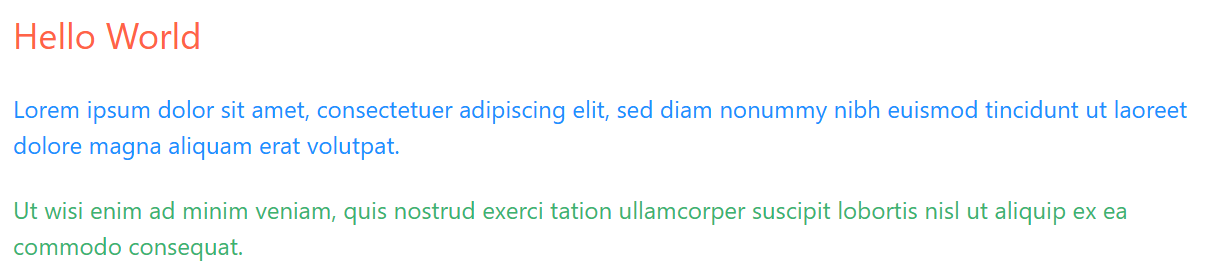 Hello World
Lorem ipsum dolor sit amet, consectetuer adipiscing elit, sed diam nonummy nibh euismod tincidunt ut laoreet
dolore magna aliquam erat volutpat.
Ut wisi enim ad minim veniam, quis nostrud exerci tation ullamcorper suscipit lobortis nisl ut aliquip ex ea
commodo consequat.